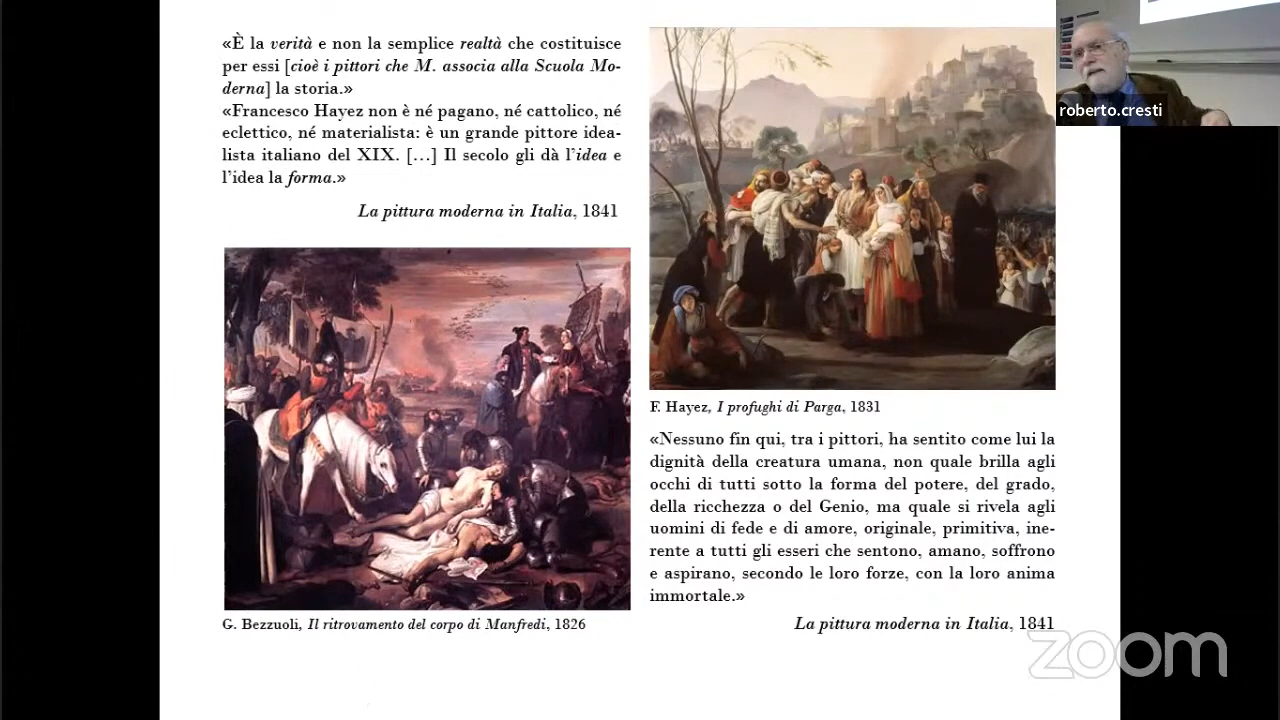 «È la verità e non la semplice realtà che costituisce
per essi [cioè i pittori che M. associa alla Scuola Mo-
derna] la storia.»
«Francesco Hayez non è né pagano, né cattolico, né
eclettico, né materialista: è un grande pittore idea-
lista italiano del XIX. [...] Il secolo gli dà l'idea e
l'idea la forma.»
La pittura moderna in Italia, 1841
G. Bezzuoli, Il ritrovamento del corpo di Manfredi, 1826
F. Hayez, I profughi di Parga, 1831
«Nessuno fin qui, tra i pittori, ha sentito come lui la
dignità della creatura umana, non quale brilla agli
occhi di tutti sotto la forma del potere, del grado,
della ricchezza o del Genio, ma quale si rivela agli
uomini di fede e di amore, originale, primitiva, ine-
rente a tutti gli esseri che sentono, amano, soffrono
e aspirano, secondo le loro forze, con la loro anima
immortale.»
La pittura moderna in Italia, 1841
roberto.cresti
zoom